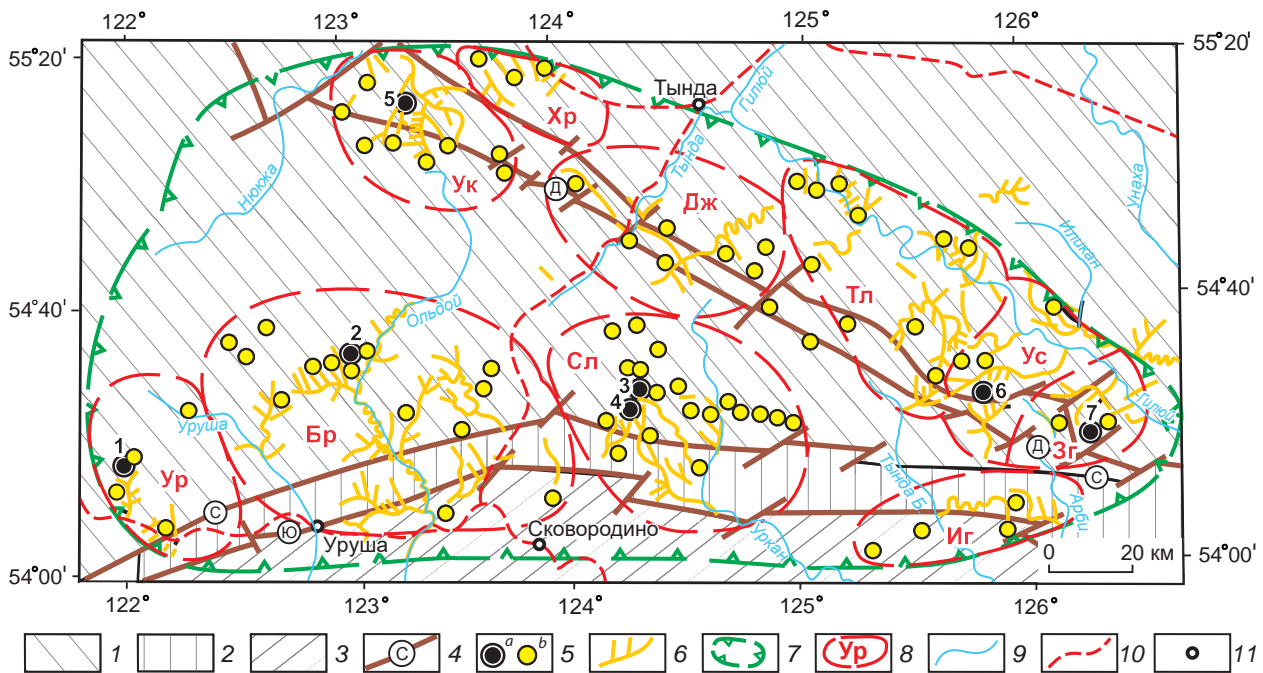 122° 123° 124° 125° 126°
55°20' 55°20'
Тында
Гилюй
5
Хр
Нюкжа
Ук
Д
Тында
Дж
Унаха
Иликан
54°40' 54°40'
Ольдой
Тл
2
Сл
Ус
3
4
6
7
Гилюй
Уруша
Бр
1
Ур
Д
Зг
С
С
Ю
Уруша
Сковородино
Уркан
Тында Б.
Иг
Арби
0 20 км
54°00' 54°00'
122° 123° 124° 125° 126°
1 2 3 С 4 a b 5 6 7 Ур 8 9 10 11